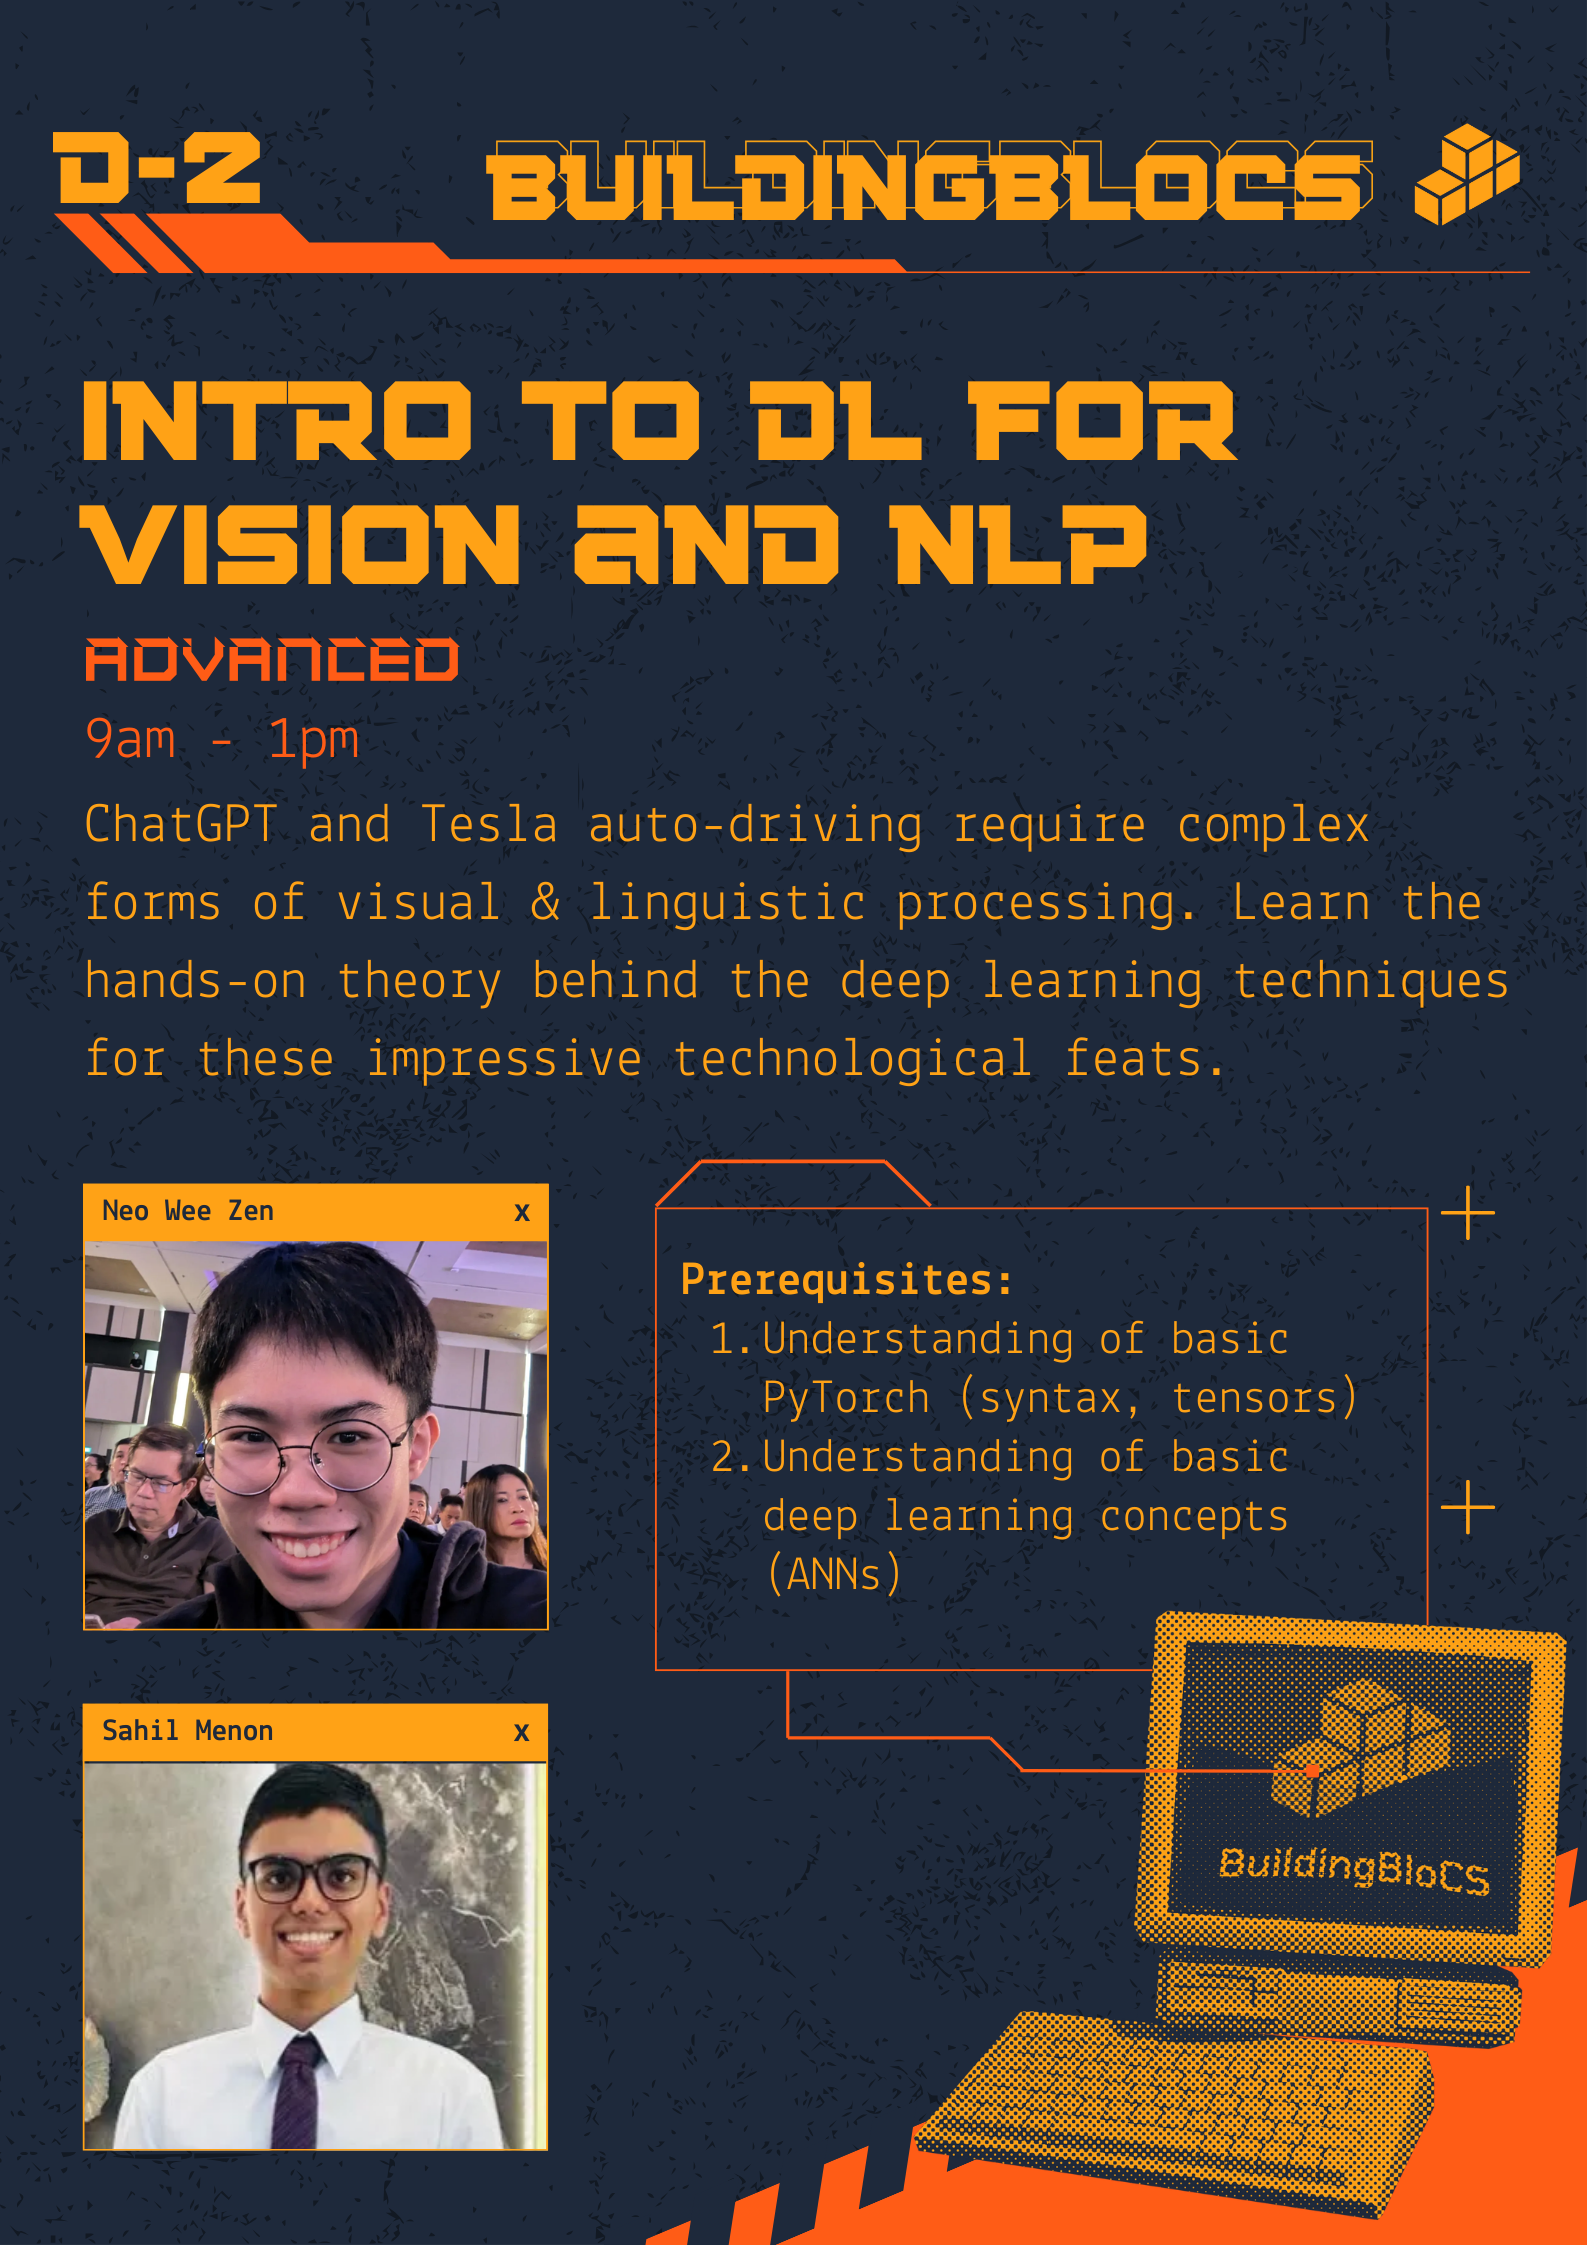 D-2
BUILDINGBLOCS
INTRO TO DL FOR
VISION AND NLP
ADVANCED
9am - 1pm
ChatGPT and Tesla auto-driving require complex
forms of visual & linguistic processing. Learn the
hands-on theory behind the deep learning techniques
for these impressive technological feats.
Neo Wee Zen x
Prerequisites:
1. Understanding of basic
PyTorch (syntax, tensors)
2. Understanding of basic
deep learning concepts
(ANNs)
Sahil Menon x
BuildingBloCS